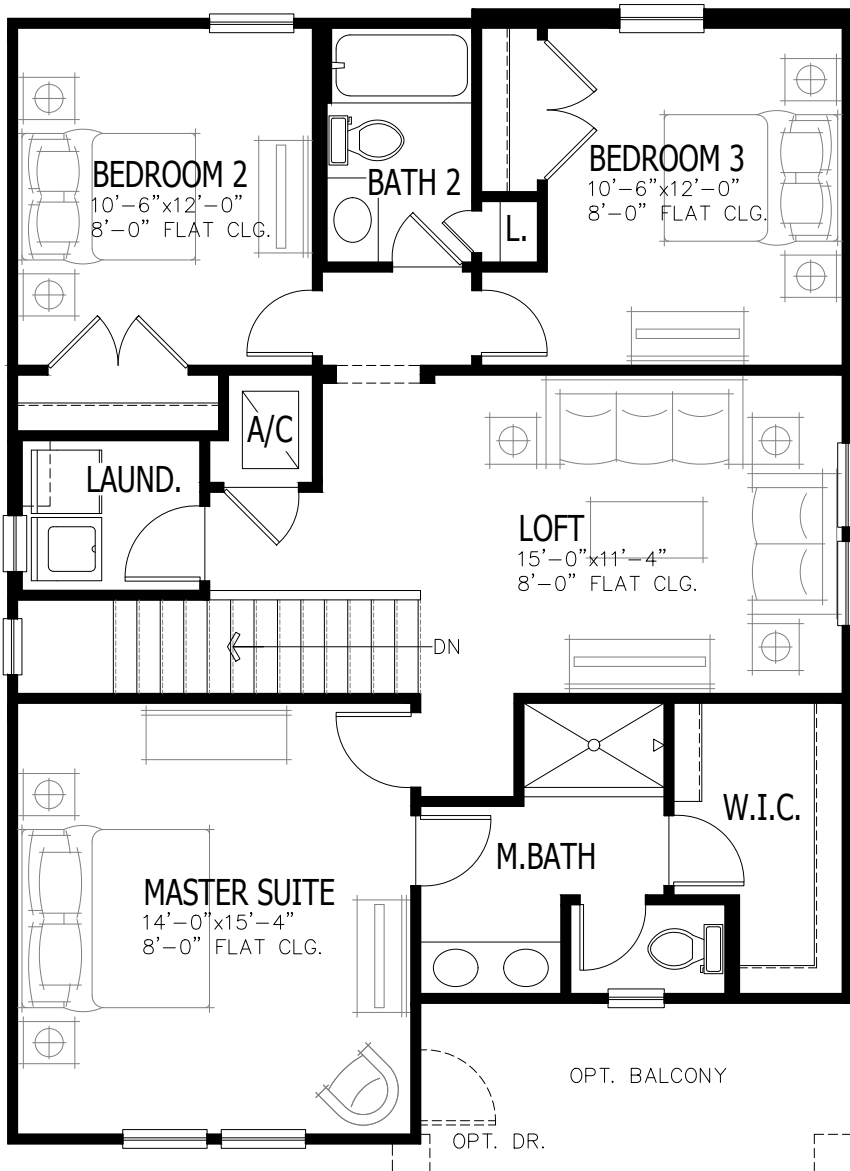 BEDROOM 2
10'-6"x12'-0"
8'-0" FLAT CLG.
BATH 2
BEDROOM 3
10'-6"x12'-0"
8'-0" FLAT CLG.
L.
A/C
LAUND.
LOFT
15'-0"x11'-4"
8'-0" FLAT CLG.
DN
W.I.C.
M.BATH
MASTER SUITE
14'-0"x15'-4"
8'-0" FLAT CLG.
OPT. BALCONY
OPT. DR.